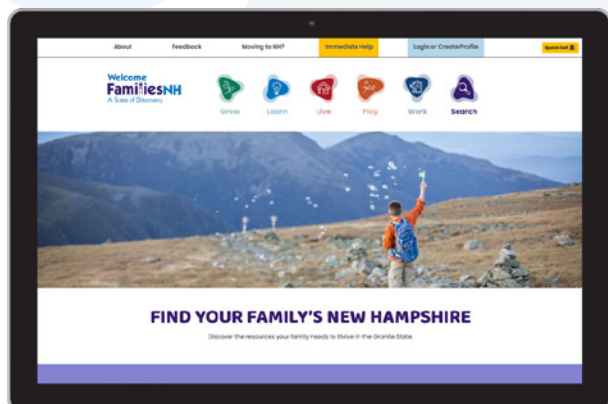 About
Feedback
Moving to NH?
Immediate Help
Login or Create Profile
Quick Exit
Welcome
FamiliesNH
A State of Discovery
Grow
Learn
Live
Play
Work
Search
FIND YOUR FAMILY'S NEW HAMPSHIRE
Discover the resources your family needs to thrive in the Granite State.